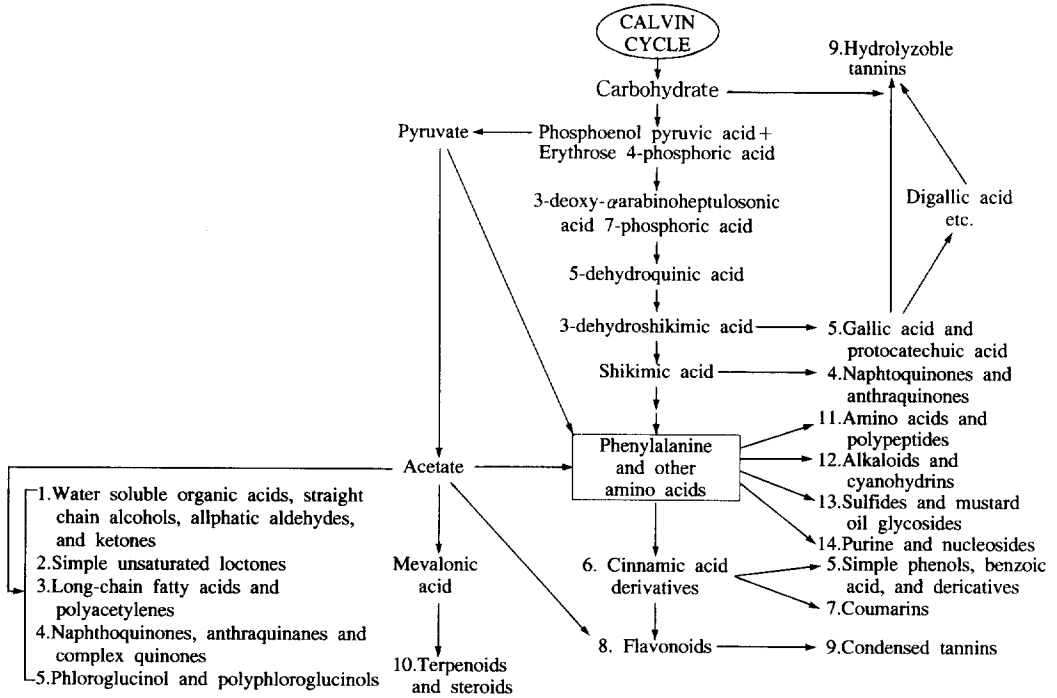 CALVIN
CYCLE
Carbohydrate
9.Hydrolyzoble
tannins
Pyruvate
Phosphoenol pyruvic acid+
Erythrose 4-phosphoric acid
3-deoxy-αarabinoheptulosonic
acid 7-phosphoric acid
Digallic acid
etc.
5-dehydroquinic acid
3-dehydroshikimic acid
5.Gallic acid and
protocatechuic acid
Shikimic acid
4.Naphtoquinones and
anthraquinones
Phenylalanine
and other
amino acids
11.Amino acids and
polypeptides
12.Alkaloids and
cyanohydrins
13.Sulfides and mustard
oil glycosides
14.Purine and nucleosides
Acetate
1.Water soluble organic acids, straight
chain alcohols, allphatic aldehydes,
and ketones
2.Simple unsaturated loctones
3.Long-chain fatty acids and
polyacetylenes
4.Naphthoquinones, anthraquinanes and
complex quinones
5.Phloroglucinol and polyphloroglucinols
Mevalonic
acid
10.Terpenoids
and steroids
6. Cinnamic acid
derivatives
5.Simple phenols, benzoic
acid, and dericatives
7.Coumarins
8. Flavonoids
9.Condensed tannins